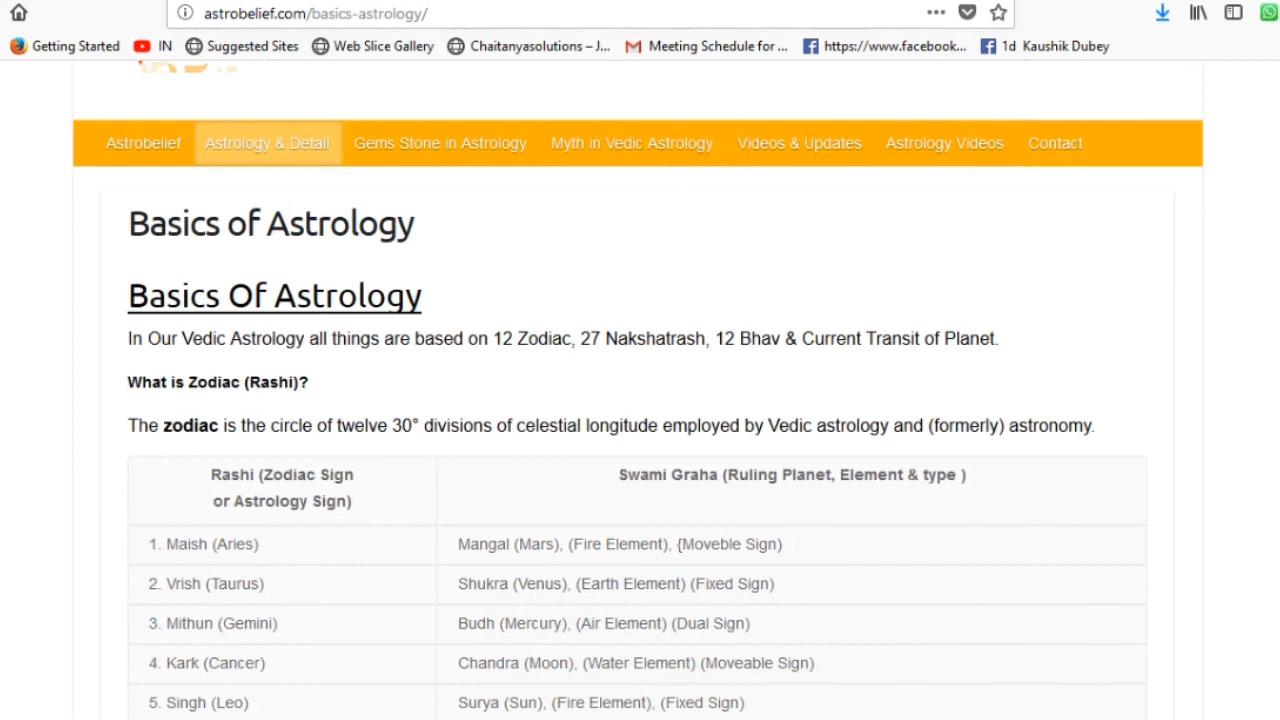 astrobelief.com/basics-astrology/
Getting Started IN Suggested Sites Web Slice Gallery Chaitanyasolutions – J... Meeting Schedule for ... https://www.facebook... 1d Kaushik Dubey
Astrobelief Astrology & Detail Gems Stone in Astrology Myth in Vedic Astrology Videos & Updates Astrology Videos Contact
Basics of Astrology
Basics Of Astrology
In Our Vedic Astrology all things are based on 12 Zodiac, 27 Nakshatrash, 12 Bhav & Current Transit of Planet.
What is Zodiac (Rashi)?
The zodiac is the circle of twelve 30° divisions of celestial longitude employed by Vedic astrology and (formerly) astronomy.
Rashi (Zodiac Sign
or Astrology Sign)
Swami Graha (Ruling Planet, Element & type )
1. Maish (Aries) Mangal (Mars), (Fire Element), {Moveble Sign)
2. Vrish (Taurus) Shukra (Venus), (Earth Element) (Fixed Sign)
3. Mithun (Gemini) Budh (Mercury), (Air Element) (Dual Sign)
4. Kark (Cancer) Chandra (Moon), (Water Element) (Moveable Sign)
5. Singh (Leo) Surya (Sun), (Fire Element), (Fixed Sign)